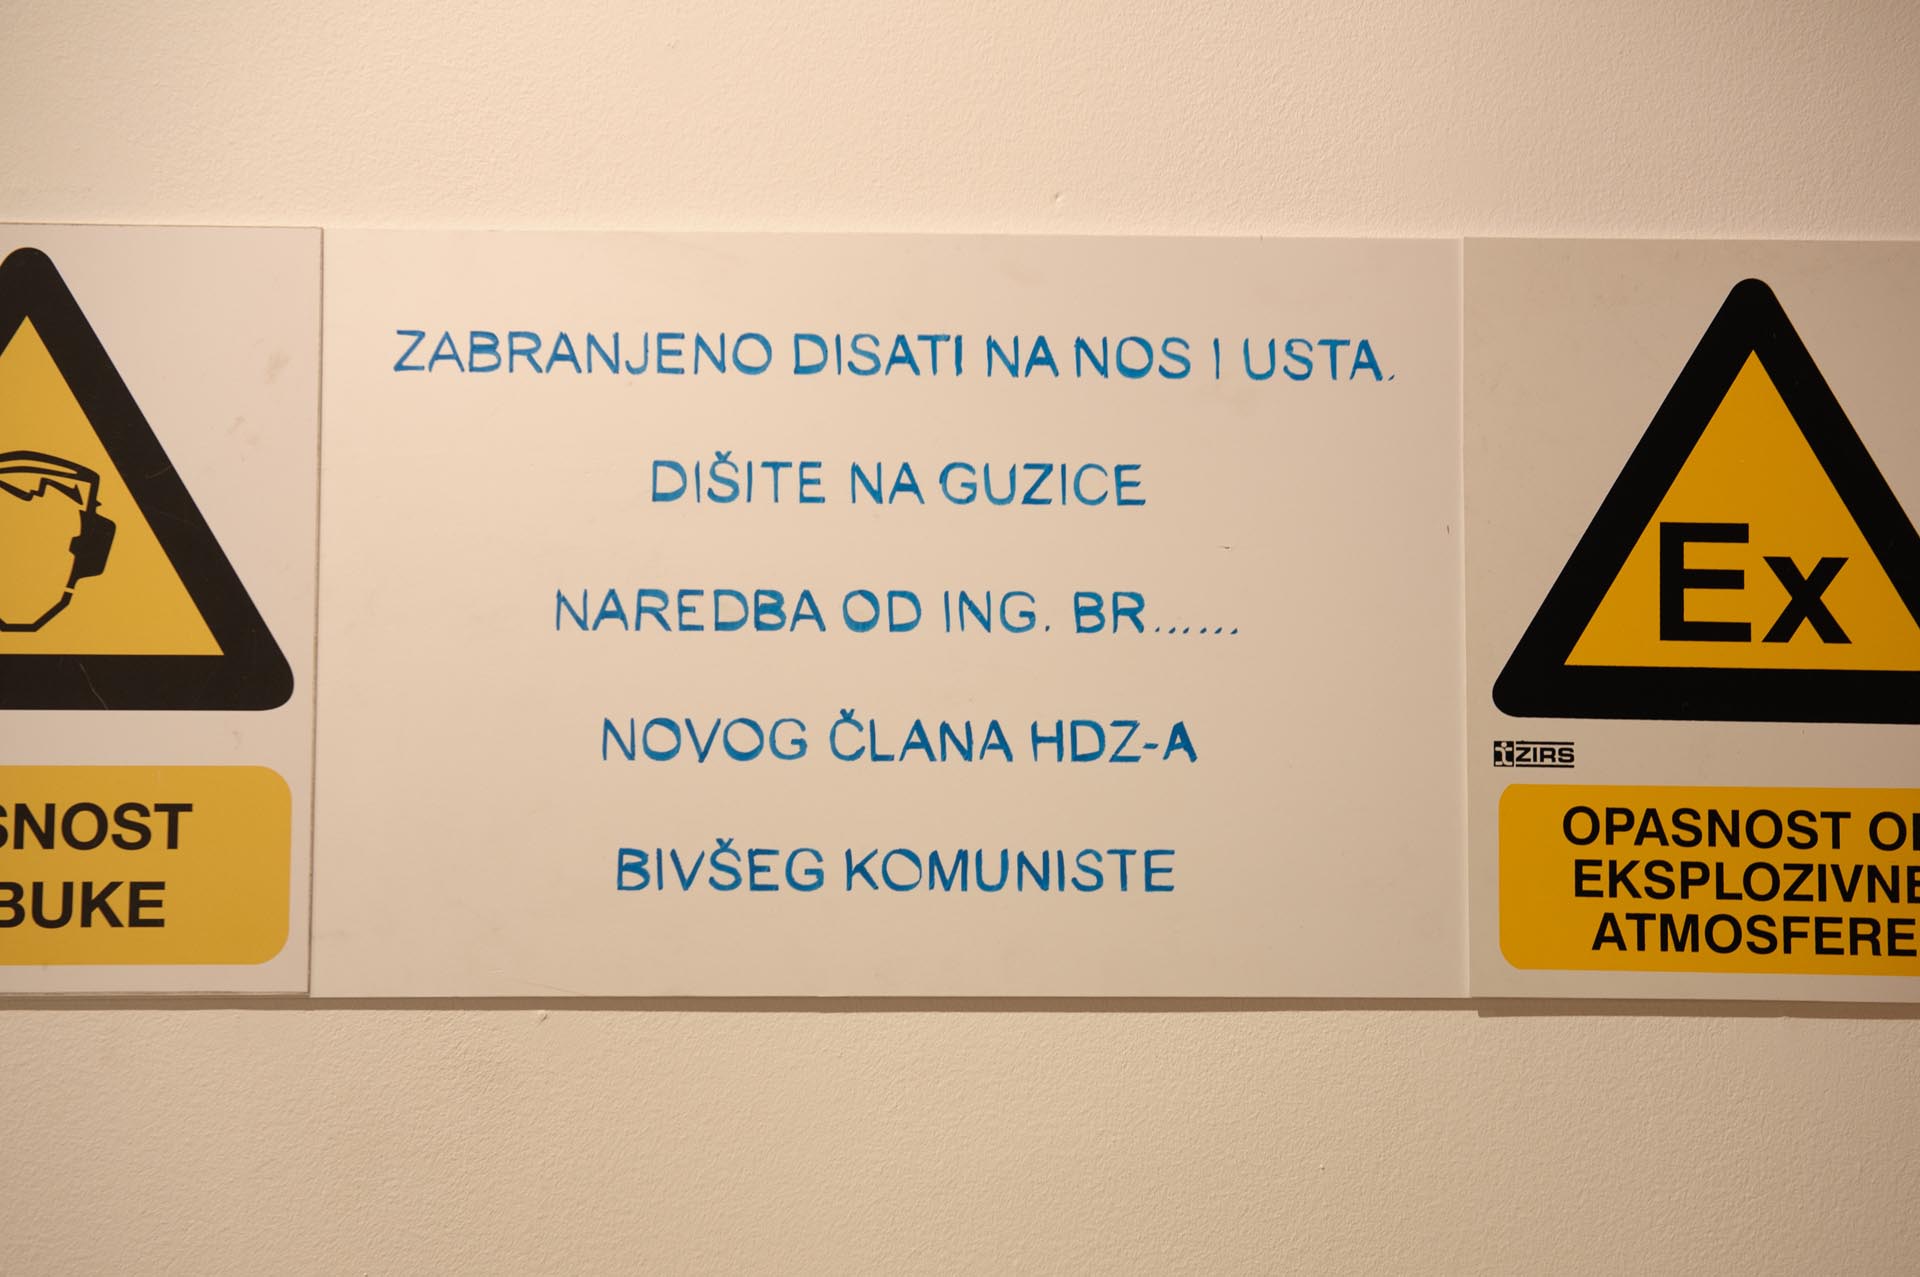 ZABRANJENO DISATI NA NOS I USTA.
DIŠITE NA GUZICE
NAREDBA OD ING. BR......
NOVOG ČLANA HDZ-A
BIVŠEG KOMUNISTE
SNOST
BUKE
Ex
ZIRS
OPASNOST O
EKSPLOZIVNE
ATMOSFERE